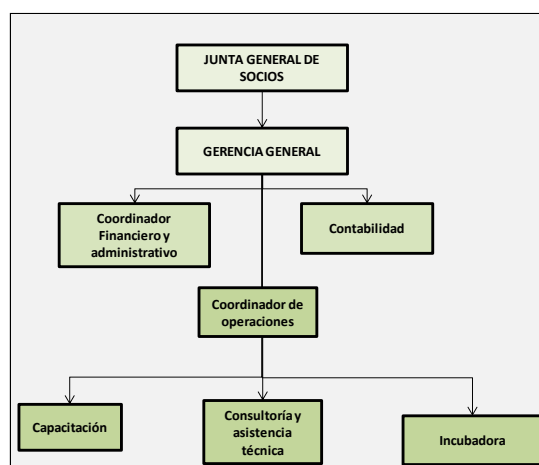 JUNTA GENERAL DE
SOCIOS
GERENCIA GENERAL
Coordinador
Financiero y
administrativo
Contabilidad
Coordinador de
operaciones
Capacitación
Consultoría y
asistencia
técnica
Incubadora